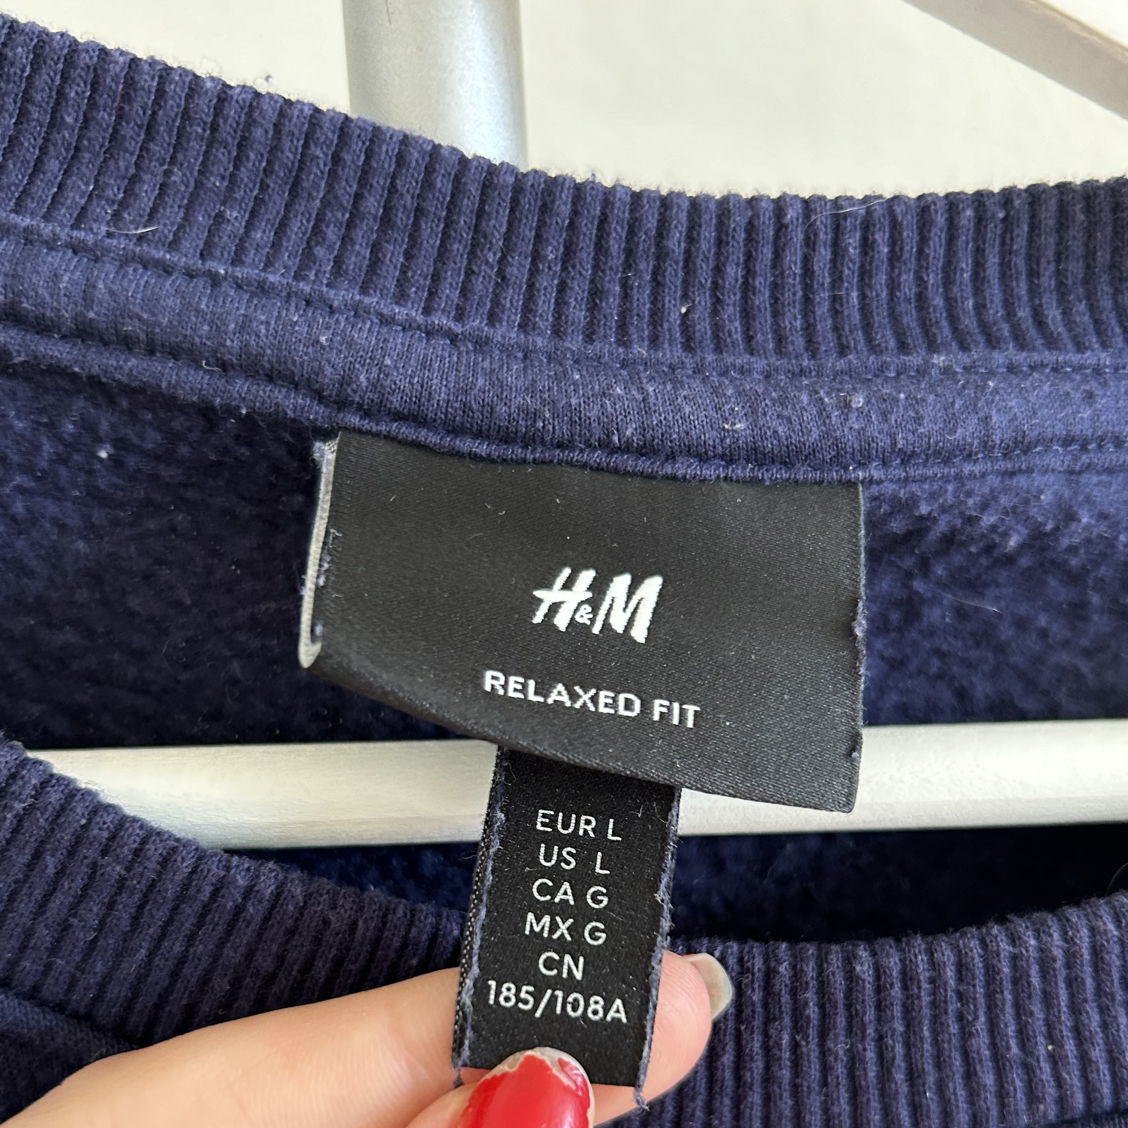 H&M
RELAXED FIT
EUR L
US L
CA G
MX G
CN
185/108A